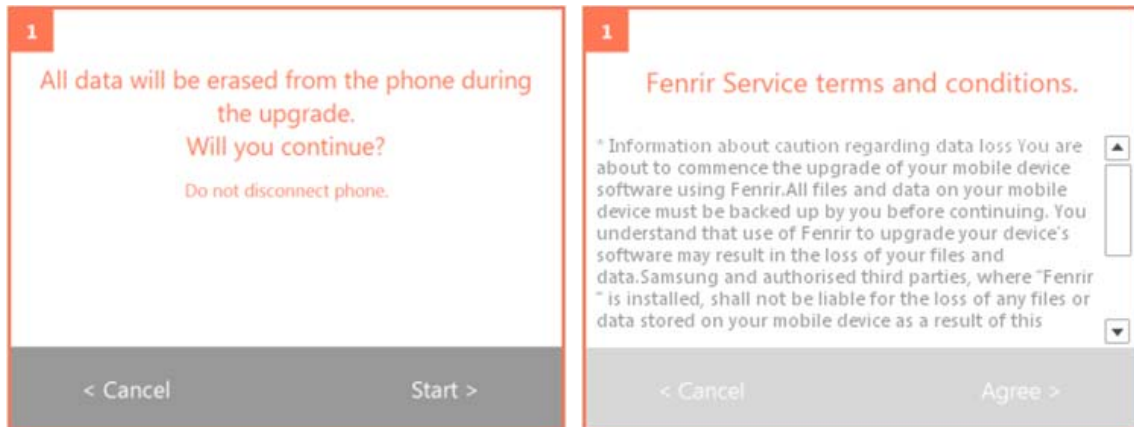 1
All data will be erased from the phone during
the upgrade.
Will you continue?
Do not disconnect phone.
< Cancel
Start >
1
Fenrir Service terms and conditions.
* Information about caution regarding data loss You are
about to commence the upgrade of your mobile device
software using Fenrir.All files and data on your mobile
device must be backed up by you before continuing. You
understand that use of Fenrir to upgrade your device's
software may result in the loss of your files and
data.Samsung and authorised third parties, where "Fenrir
" is installed, shall not be liable for the loss of any files or
data stored on your mobile device as a result of this
< Cancel
Agree >